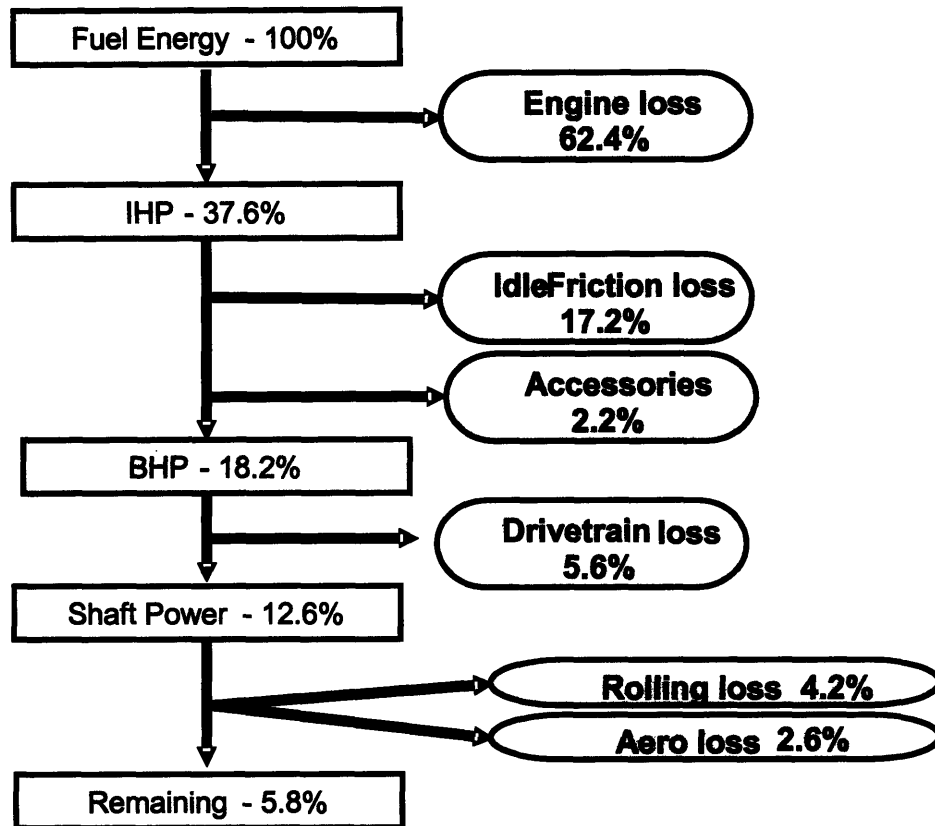 Fuel Energy - 100%
Engine loss
62.4%
IHP - 37.6%
IdleFriction loss
17.2%
Accessories
2.2%
BHP - 18.2%
Drivetrain loss
5.6%
Shaft Power - 12.6%
Rolling loss 4.2%
Aero loss 2.6%
Remaining - 5.8%